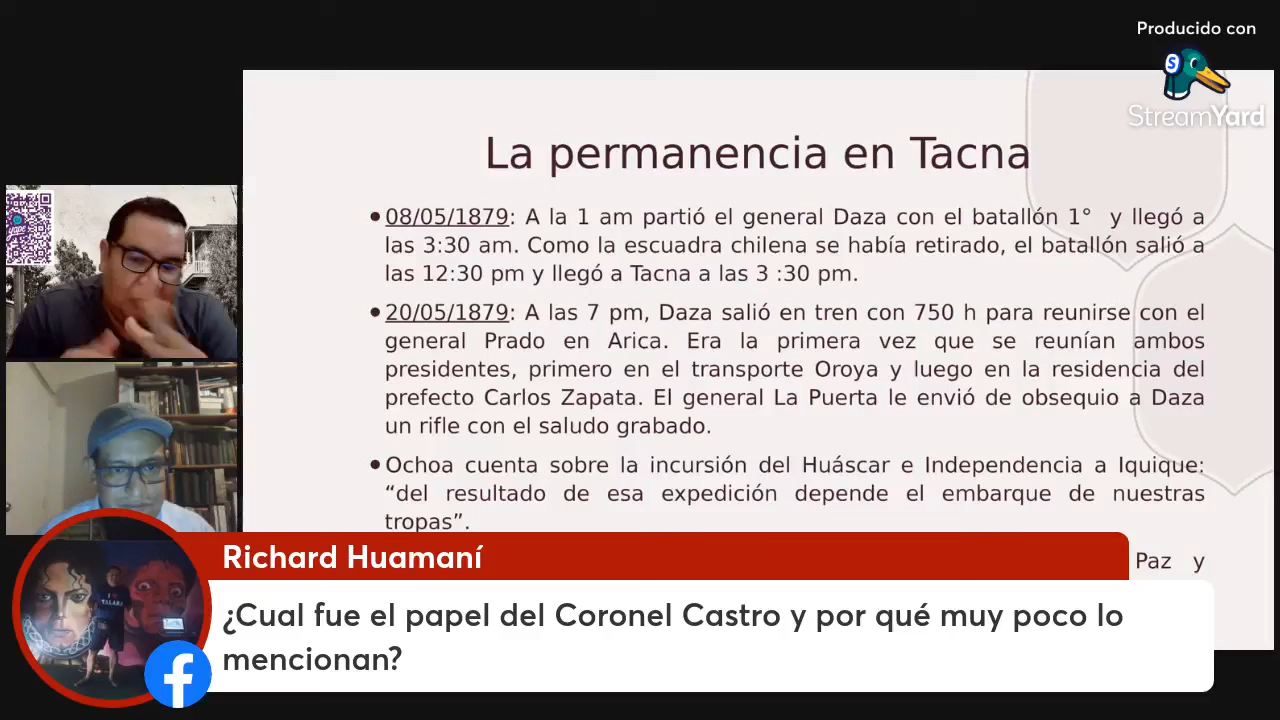 Producido con
StreamYard
La permanencia en Tacna
•08/05/1879: A la 1 am partió el general Daza con el batallón 1° y llegó a
las 3:30 am. Como la escuadra chilena se había retirado, el batallón salió a
las 12:30 pm y llegó a Tacna a las 3 :30 pm.
•20/05/1879: A las 7 pm, Daza salió en tren con 750 h para reunirse con el
general Prado en Arica. Era la primera vez que se reunían ambos
presidentes, primero en el transporte Oroya y luego en la residencia del
prefecto Carlos Zapata. El general La Puerta le envió de obsequio a Daza
un rifle con el saludo grabado.
•Ochoa cuenta sobre la incursión del Huáscar e Independencia a Iquique:
“del resultado de esa expedición depende el embarque de nuestras
tropas”.
Paz y
Richard Huamaní
¿Cual fue el papel del Coronel Castro y por qué muy poco lo
mencionan?